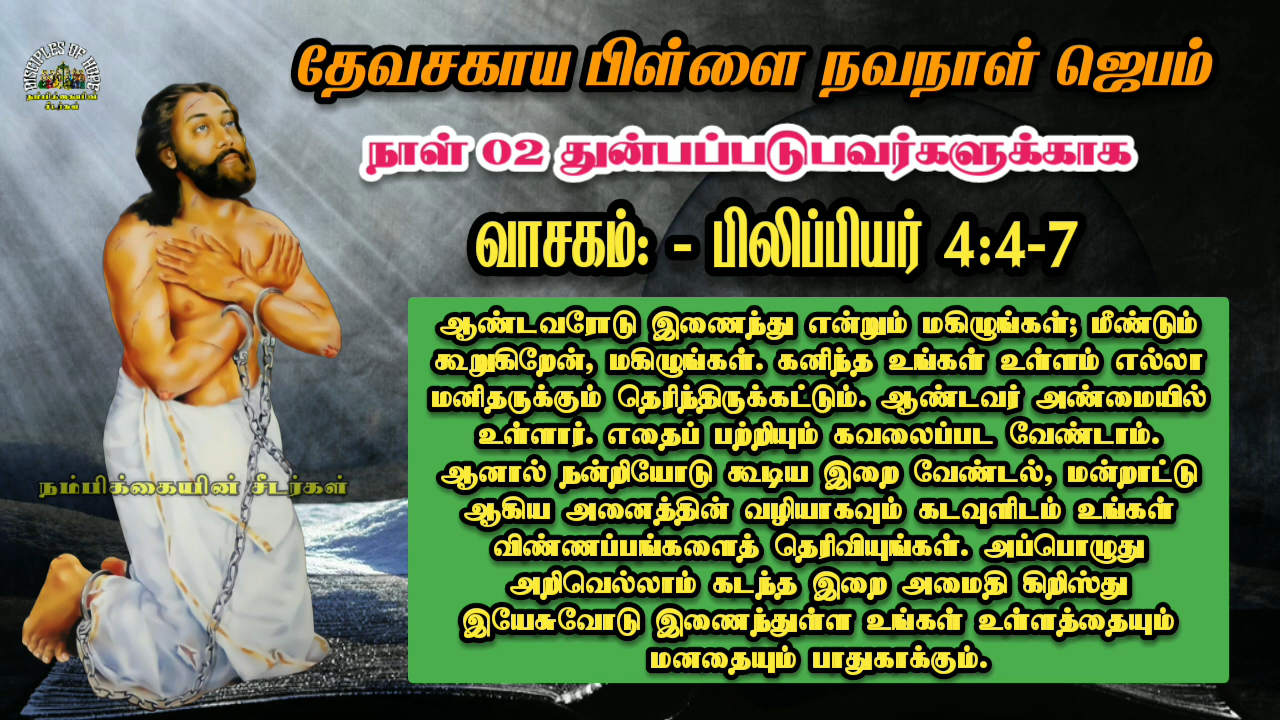 DISCIPLES OF HOPE
நம்பிக்கையின்
சீடர்கள்
தேவசகாய பிள்ளை நவநாள் ஜெபம்
நாள் 02 துன்பப்படுபவர்களுக்காக
வாசகம்: - பிலிப்பியர் 4:4-7
ஆண்டவரோடு இணைந்து என்றும் மகிழுங்கள்; மீண்டும்
கூறுகிறேன், மகிழுங்கள். கனிந்த உங்கள் உள்ளம் எல்லா
மனிதருக்கும் தெரிந்திருக்கட்டும். ஆண்டவர் அண்மையில்
உள்ளார். எதைப் பற்றியும் கவலைப்பட வேண்டாம்.
ஆனால் நன்றியோடு கூடிய இறை வேண்டல், மன்றாட்டு
ஆகிய அனைத்தின் வழியாகவும் கடவுளிடம் உங்கள்
விண்ணப்பங்களைத் தெரிவியுங்கள். அப்பொழுது
அறிவெல்லாம் கடந்த இறை அமைதி கிறிஸ்து
இயேசுவோடு இணைந்துள்ள உங்கள் உள்ளத்தையும்
மனதையும் பாதுகாக்கும்.
நம்பிக்கையின் சீடர்கள்